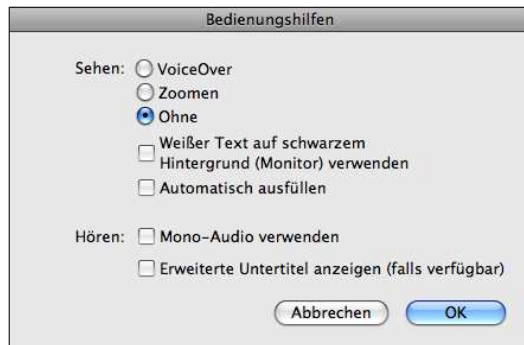 Bedienungshilfen
Sehen: VoiceOver
Zoomen
Ohne
Weißer Text auf schwarzem
Hintergrund (Monitor) verwenden
Automatisch ausfüllen
Hören: Mono-Audio verwenden
Erweiterte Untertitel anzeigen (falls verfügbar)
Abbrechen OK